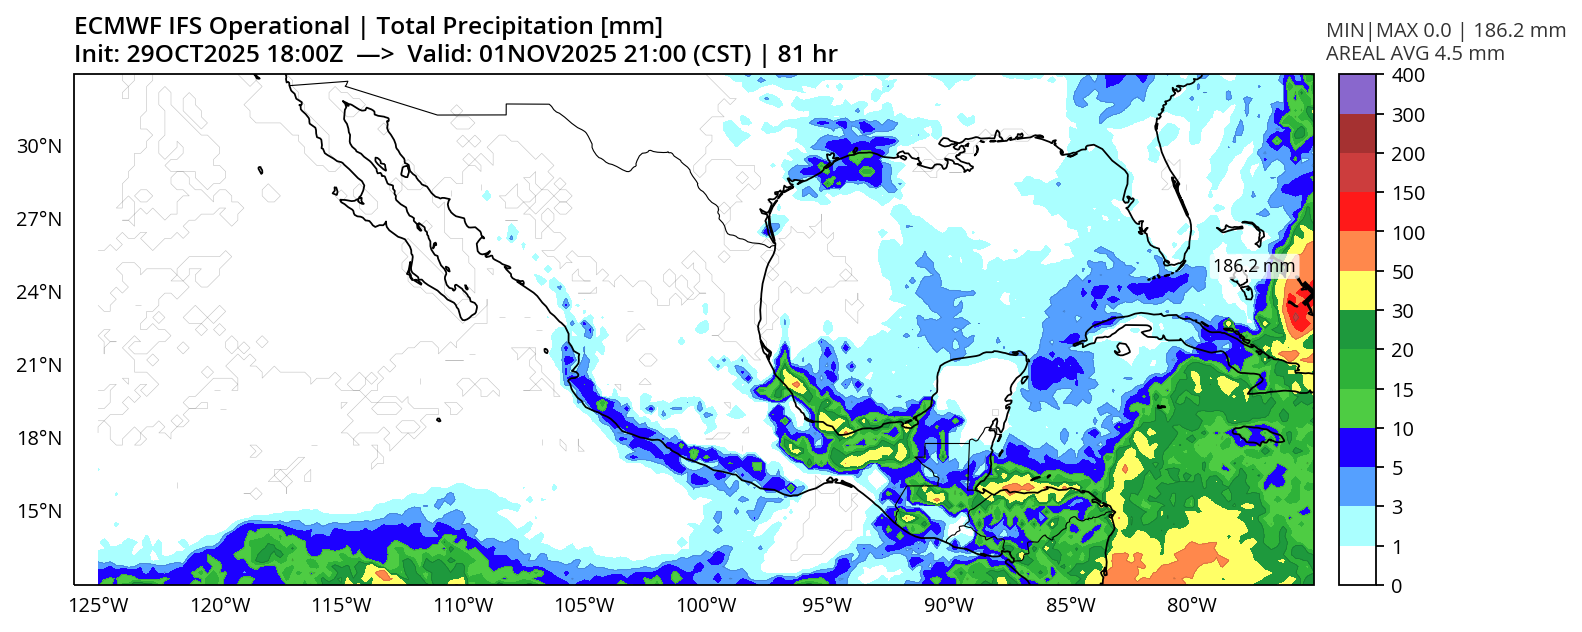 ECMWF IFS Operational | Total Precipitation [mm]
Init: 29OCT2025 18:00Z —> Valid: 01NOV2025 21:00 (CST) | 81 hr
MIN|MAX 0.0 | 186.2 mm
AREAL AVG 4.5 mm
400
300
200
150
100
50
30
20
15
10
5
3
1
0
30°N
27°N
24°N
21°N
18°N
15°N
186.2 mm
125°W
120°W
115°W
110°W
105°W
100°W
95°W
90°W
85°W
80°W